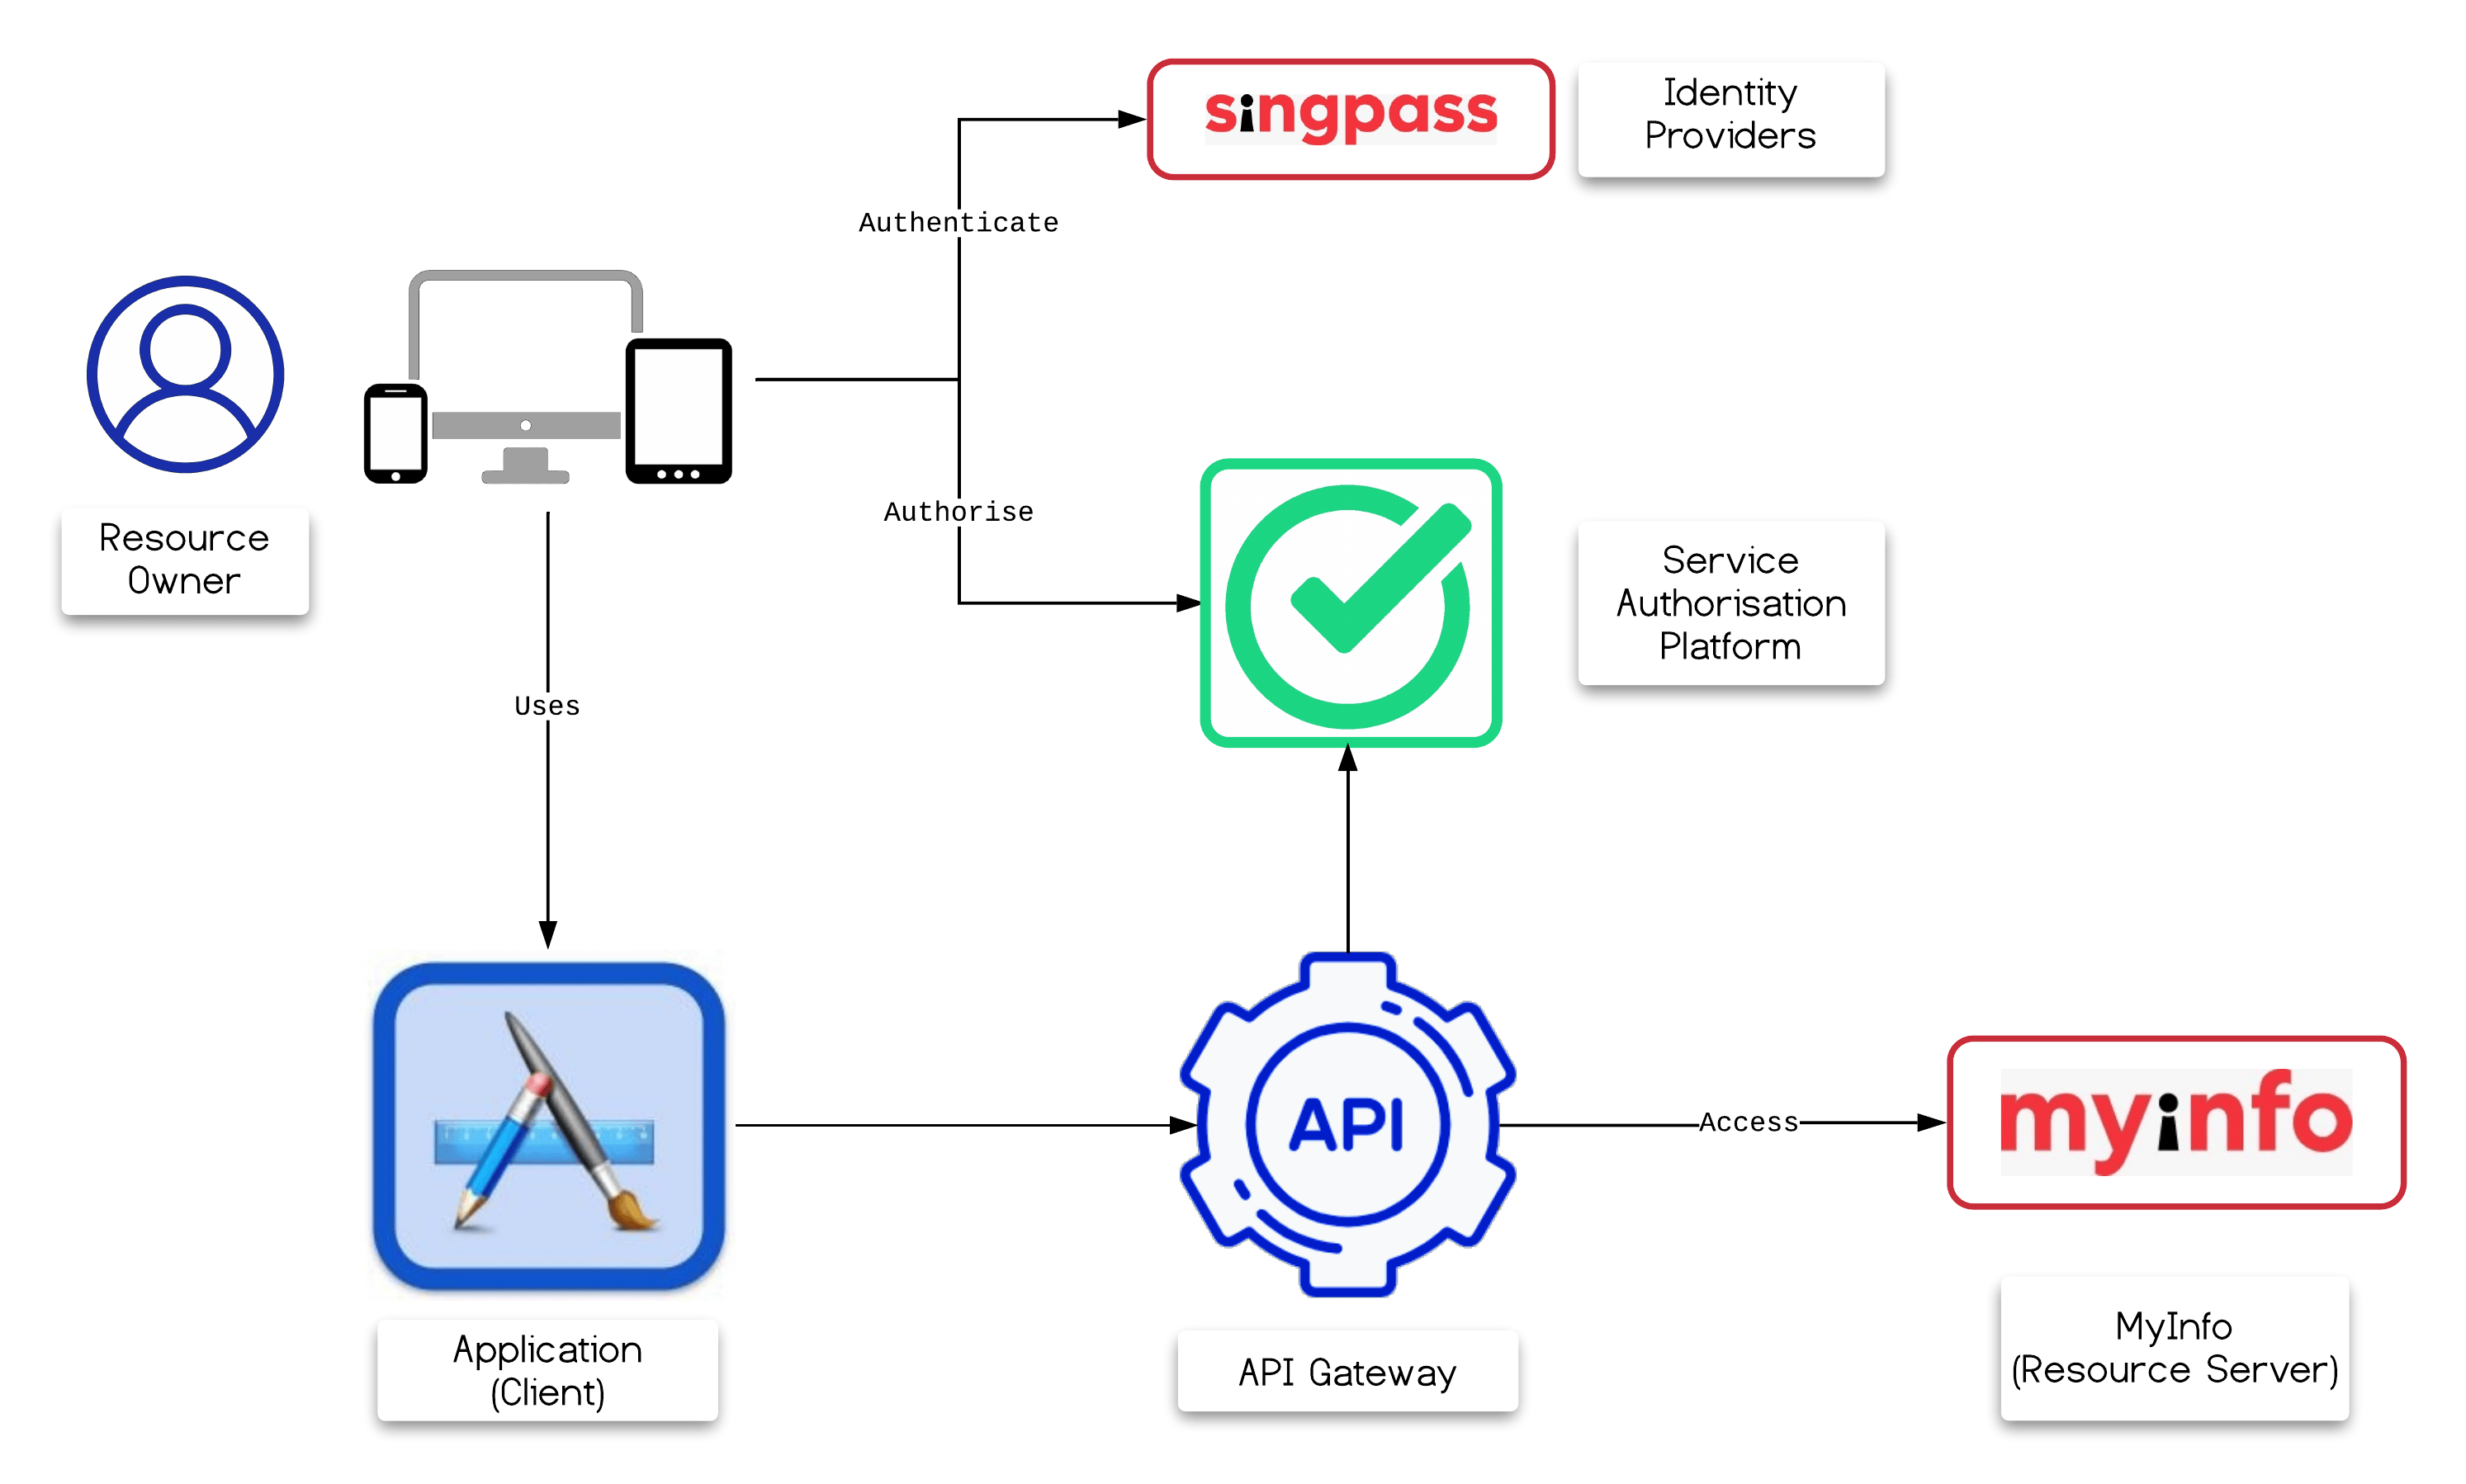 singpass
Identity
Providers
Authenticate
Resource
Owner
Authorise
Service
Authorisation
Platform
Uses
API
Access
myinfo
Application
(Client)
API Gateway
MyInfo
(Resource Server)